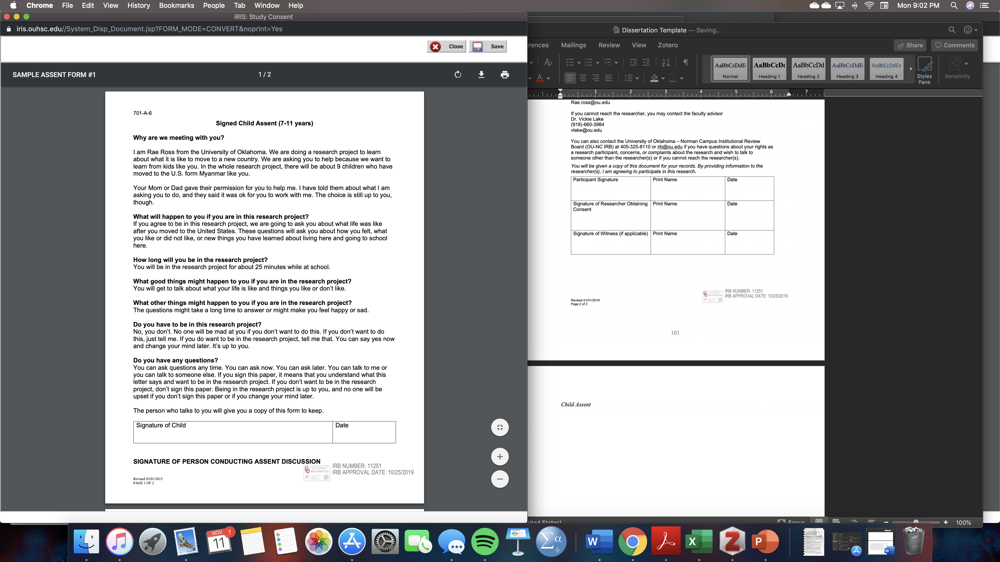 Chrome File Edit View History Bookmarks People Tab Window Help
Mon 9:02 PM
iRIS: Study Consent
iris.ouhsc.edu//System_Disp_Document.jsp?FORM_MODE=CONVERT&noprint=Yes
Close Save
SAMPLE ASSENT FORM #1
1 / 2
701-A-6
Signed Child Assent (7-11 years)
Why are we meeting with you?
I am Rae Ross from the University of Oklahoma. We are doing a research project to learn
about what it is like to move to a new country. We are asking you to help because we want to
learn from kids like you. In the whole research project, there will be about 9 children who have
moved to the U.S. form Myanmar like you.
Your Mom or Dad gave their permission for you to help me. I have told them about what I am
asking you to do, and they said it was ok for you to work with me. The choice is still up to you,
though.
What will happen to you if you are in this research project?
If you agree to be in this research project, we are going to ask you about what life was like
after you moved to the United States. These questions will ask you about how you felt, what
you like or did not like, or new things you have learned about living here and going to school
here.
How long will you be in the research project?
You will be in the research project for about 25 minutes while at school.
What good things might happen to you if you are in the research project?
You will get to talk about what your life is like and things you like or don't like.
What other things might happen to you if you are in the research project?
The questions might take a long time to answer or might make you feel happy or sad.
Do you have to be in this research project?
No, you don't. No one will be mad at you if you don't want to do this. If you don't want to do
this, just tell me. If you do want to be in the research project, tell me that. You can say yes now
and change your mind later. It's up to you.
Do you have any questions?
You can ask questions any time. You can ask now. You can ask later. You can talk to me or
you can talk to someone else. If you sign this paper, it means that you understand what this
letter says and want to be in the research project. If you don't want to be in the research
project, don't sign this paper. Being in the research project is up to you, and no one will be
upset if you don't sign this paper or if you change your mind later.
The person who talks to you will give you a copy of this form to keep.
Signature of Child
Date
SIGNATURE OF PERSON CONDUCTING ASSENT DISCUSSION
IRB APPROVED
IRB NUMBER: 11251
IRB APPROVAL DATE: 10/25/2019
Revised 03/01/2015
PAGE 1 OF 2
Dissertation Template — Saving...
rences Mailings Review View Zotero
Share Comments
AaBbCcDdE AaBbCcDc AaBbCcDd AaBbCcDdE AaBbCcDdEe
Normal Heading 1 Heading 2 Heading 3 Heading 4
Styles
Pane
Sensitivity
1 2 3 4 5 6 7
Rae.ross@ou.edu
If you cannot reach the researcher, you may contact the faculty advisor
Dr. Vickie Lake
(918)-660-3984
vlake@ou.edu
You can also contact the University of Oklahoma – Norman Campus Institutional Review
Board (OU-NC IRB) at 405-325-8110 or irb@ou.edu if you have questions about your rights as
a research participant, concerns, or complaints about the research and wish to talk to
someone other than the researcher(s) or if you cannot reach the researcher(s).
You will be given a copy of this document for your records. By providing information to the
researcher(s), I am agreeing to participate in this research.
Participant Signature Print Name Date
Signature of Researcher Obtaining
Consent
Print Name Date
Signature of Witness (if applicable) Print Name Date
IRB APPROVED
IRB NUMBER: 11251
IRB APPROVAL DATE: 10/25/2019
Revised 01/01/2019
Page 2 of 2
101
Child Assent
Focus
100%
NOV
11
1